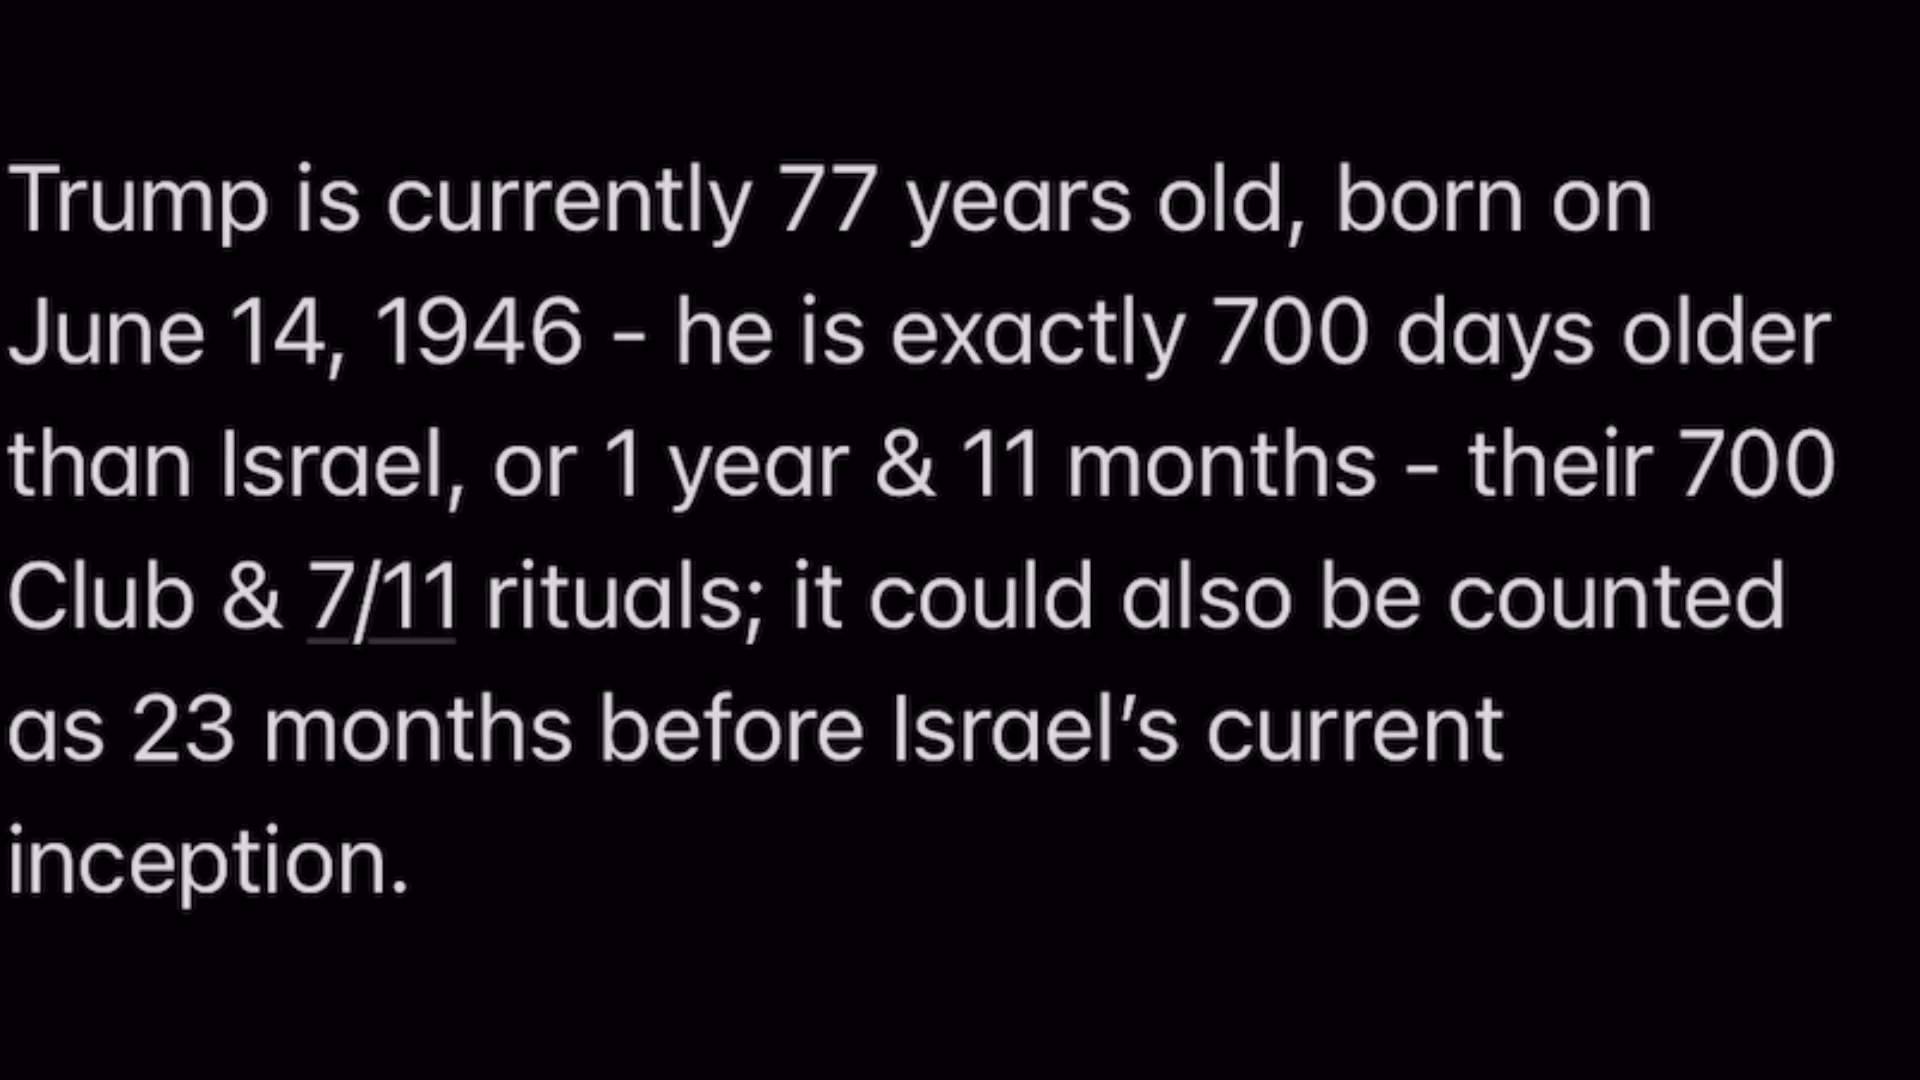 Trump is currently 77 years old, born on
June 14, 1946 - he is exactly 700 days older
than Israel, or 1 year & 11 months - their 700
Club & 7/11 rituals; it could also be counted
as 23 months before Israel’s current
inception.